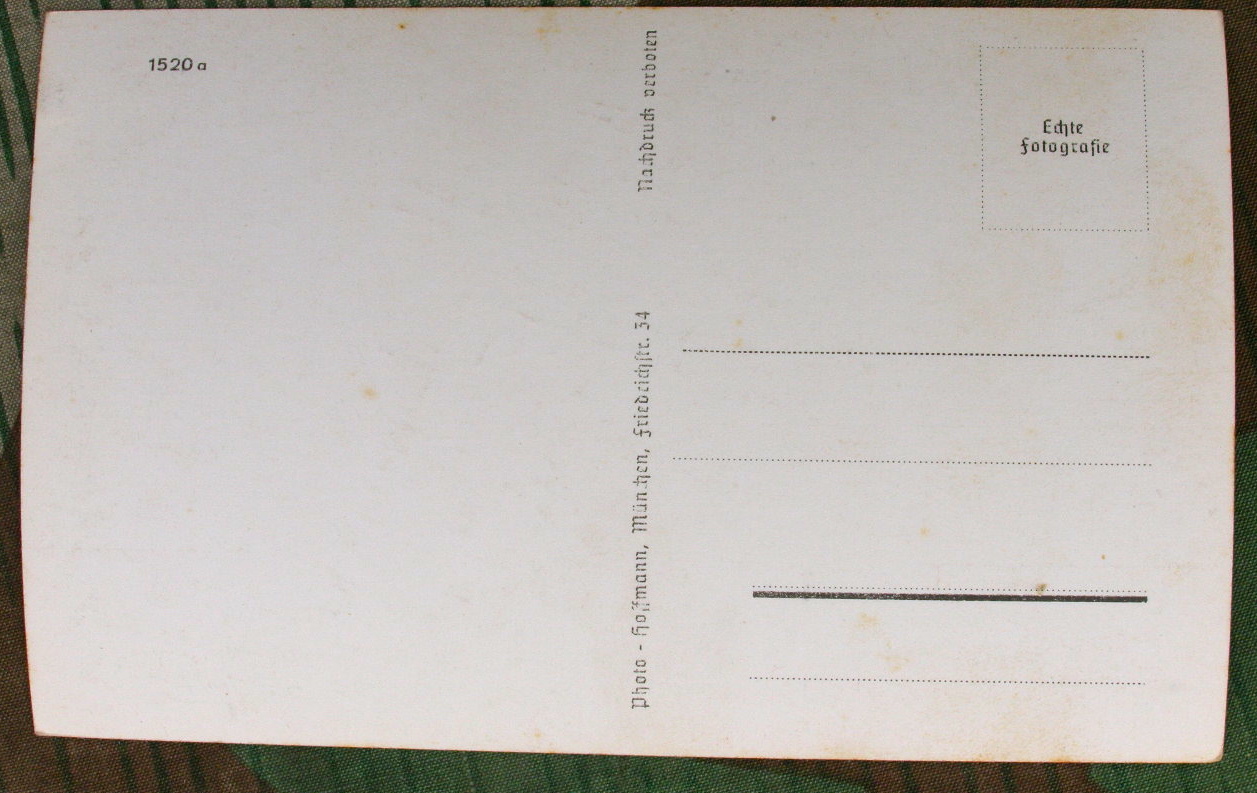 1520 a
Photo - Hoffmann, München, Friedrichstr. 34
Nachdruck verboten
Echte
Fotografie